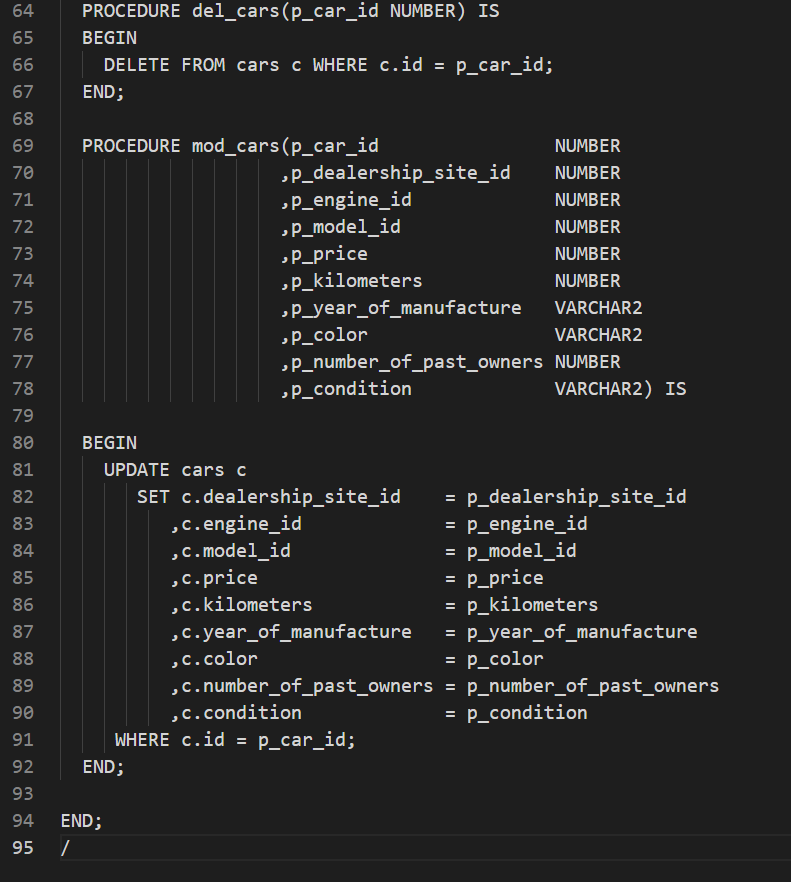 64 PROCEDURE del_cars(p_car_id NUMBER) IS
65 BEGIN
66 DELETE FROM cars c WHERE c.id = p_car_id;
67 END;
68
69 PROCEDURE mod_cars(p_car_id NUMBER
70 ,p_dealership_site_id NUMBER
71 ,p_engine_id NUMBER
72 ,p_model_id NUMBER
73 ,p_price NUMBER
74 ,p_kilometers NUMBER
75 ,p_year_of_manufacture VARCHAR2
76 ,p_color VARCHAR2
77 ,p_number_of_past_owners NUMBER
78 ,p_condition VARCHAR2) IS
79
80 BEGIN
81 UPDATE cars c
82 SET c.dealership_site_id = p_dealership_site_id
83 ,c.engine_id = p_engine_id
84 ,c.model_id = p_model_id
85 ,c.price = p_price
86 ,c.kilometers = p_kilometers
87 ,c.year_of_manufacture = p_year_of_manufacture
88 ,c.color = p_color
89 ,c.number_of_past_owners = p_number_of_past_owners
90 ,c.condition = p_condition
91 WHERE c.id = p_car_id;
92 END;
93
94 END;
95 /